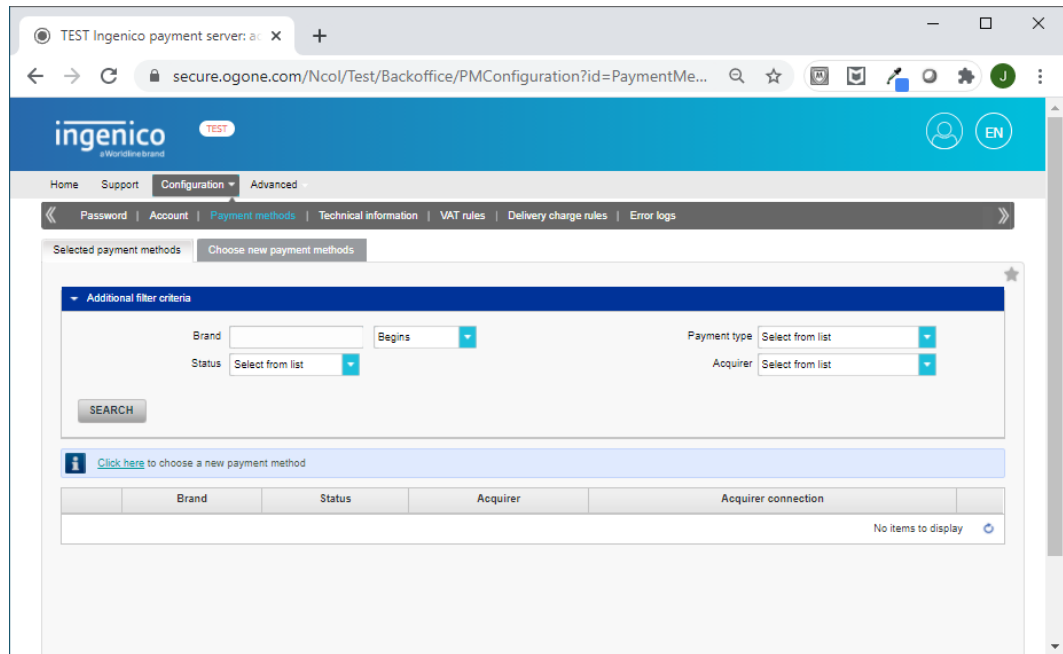 TEST Ingenico payment server: ac
secure.ogone.com/Ncol/Test/Backoffice/PMConfiguration?id=PaymentMe...
J
ingenico TEST
a Worldline brand
EN
Home Support Configuration Advanced
Password | Account | Payment methods | Technical information | VAT rules | Delivery charge rules | Error logs
Selected payment methods Choose new payment methods
Additional filter criteria
Brand Begins Payment type Select from list
Status Select from list Acquirer Select from list
SEARCH
Click here to choose a new payment method
Brand Status Acquirer Acquirer connection
No items to display